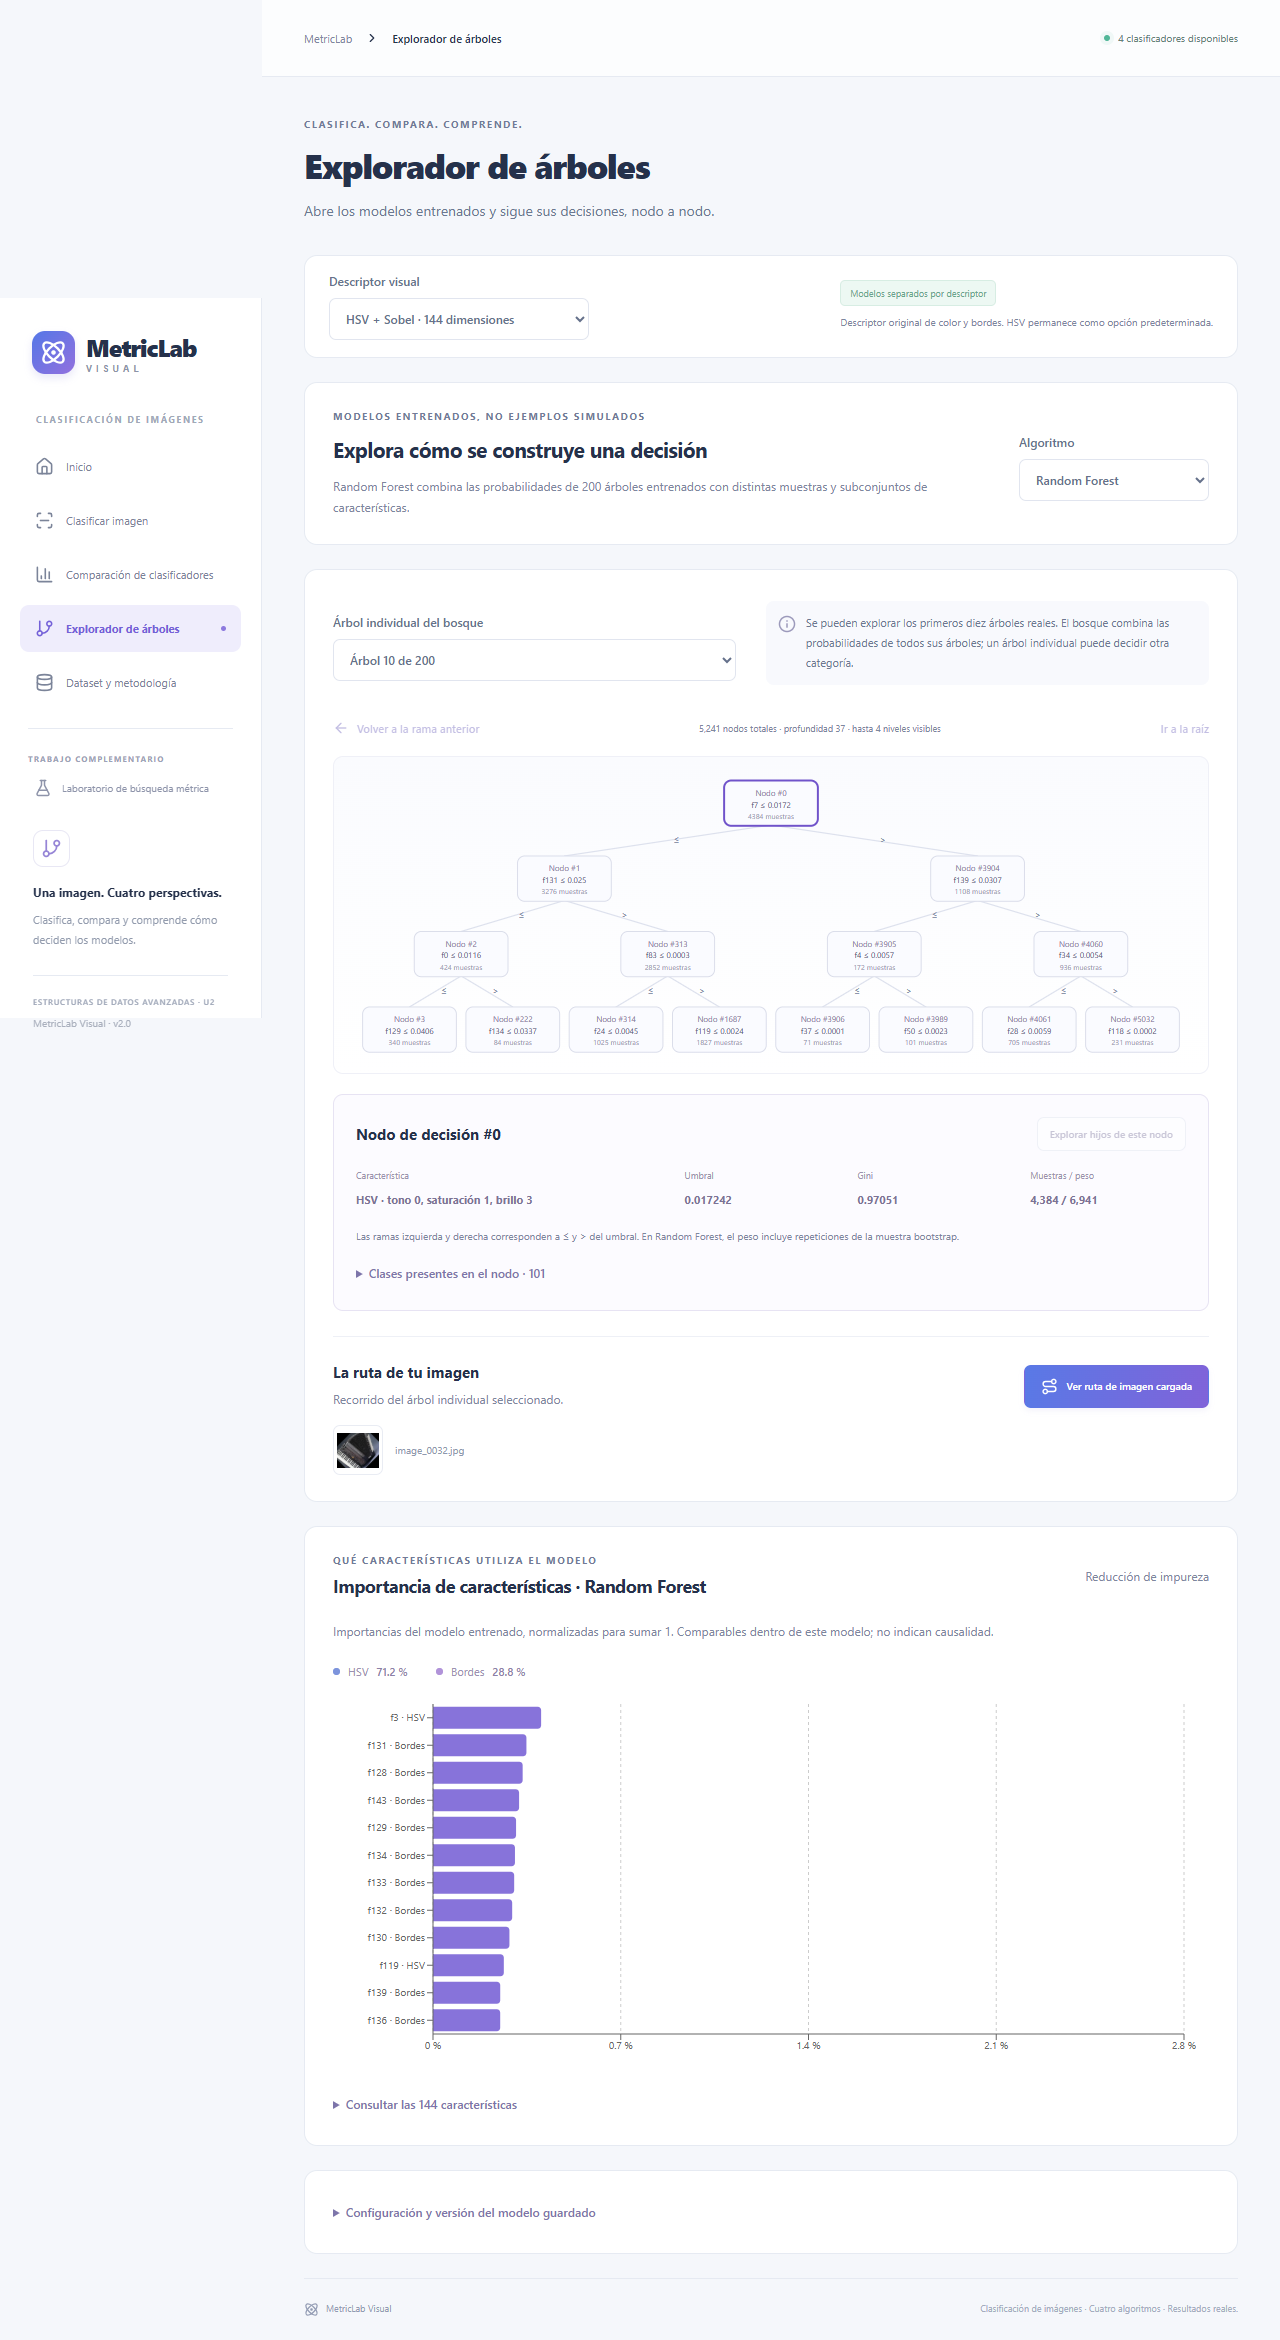 MetricLab
Explorador de árboles
4 clasificadores disponibles
CLASIFICA. COMPARA. COMPRENDE.
Explorador de árboles
Abre los modelos entrenados y sigue sus decisiones, nodo a nodo.
Descriptor visual
HSV + Sobel · 144 dimensiones
Modelos separados por descriptor
Descriptor original de color y bordes. HSV permanece como opción predeterminada.
MetricLab
VISUAL
CLASIFICACIÓN DE IMÁGENES
Inicio
Clasificar imagen
Comparación de clasificadores
Explorador de árboles
Dataset y metodología
TRABAJO COMPLEMENTARIO
Laboratorio de búsqueda métrica
Una imagen. Cuatro perspectivas.
Clasifica, compara y comprende cómo
deciden los modelos.
ESTRUCTURAS DE DATOS AVANZADAS · U2
MetricLab Visual · v2.0
MODELOS ENTRENADOS, NO EJEMPLOS SIMULADOS
Explora cómo se construye una decisión
Random Forest combina las probabilidades de 200 árboles entrenados con distintas muestras y subconjuntos de
características.
Algoritmo
Random Forest
Árbol individual del bosque
Árbol 10 de 200
Se pueden explorar los primeros diez árboles reales. El bosque combina las
probabilidades de todos sus árboles; un árbol individual puede decidir otra
categoría.
Volver a la rama anterior
5,241 nodos totales · profundidad 37 · hasta 4 niveles visibles
Ir a la raíz
Nodo #0
f7 ≤ 0.0172
4384 muestras
≤ >
Nodo #1
f131 ≤ 0.025
3276 muestras
Nodo #3904
f139 ≤ 0.0307
1108 muestras
≤ > ≤ >
Nodo #2
f0 ≤ 0.0116
424 muestras
Nodo #313
f83 ≤ 0.0003
2852 muestras
Nodo #3905
f4 ≤ 0.0057
172 muestras
Nodo #4060
f34 ≤ 0.0054
936 muestras
≤ > ≤ > ≤ > ≤ >
Nodo #3
f129 ≤ 0.0406
340 muestras
Nodo #222
f134 ≤ 0.0337
84 muestras
Nodo #314
f24 ≤ 0.0045
1025 muestras
Nodo #1687
f119 ≤ 0.0024
1827 muestras
Nodo #3906
f37 ≤ 0.0001
71 muestras
Nodo #3989
f50 ≤ 0.0023
101 muestras
Nodo #4061
f28 ≤ 0.0059
705 muestras
Nodo #5032
f118 ≤ 0.0002
231 muestras
Nodo de decisión #0
Explorar hijos de este nodo
Característica
HSV · tono 0, saturación 1, brillo 3
Umbral
0.017242
Gini
0.97051
Muestras / peso
4,384 / 6,941
Las ramas izquierda y derecha corresponden a ≤ y > del umbral. En Random Forest, el peso incluye repeticiones de la muestra bootstrap.
Clases presentes en el nodo · 101
La ruta de tu imagen
Recorrido del árbol individual seleccionado.
Ver ruta de imagen cargada
image_0032.jpg
QUÉ CARACTERÍSTICAS UTILIZA EL MODELO
Importancia de características · Random Forest
Reducción de impureza
Importancias del modelo entrenado, normalizadas para sumar 1. Comparables dentro de este modelo; no indican causalidad.
HSV 71.2 %
Bordes 28.8 %
f3 · HSV
f131 · Bordes
f128 · Bordes
f143 · Bordes
f129 · Bordes
f134 · Bordes
f133 · Bordes
f132 · Bordes
f130 · Bordes
f119 · HSV
f139 · Bordes
f136 · Bordes
0 % 0.7 % 1.4 % 2.1 % 2.8 %
Consultar las 144 características
Configuración y versión del modelo guardado
MetricLab Visual
Clasificación de imágenes · Cuatro algoritmos · Resultados reales.